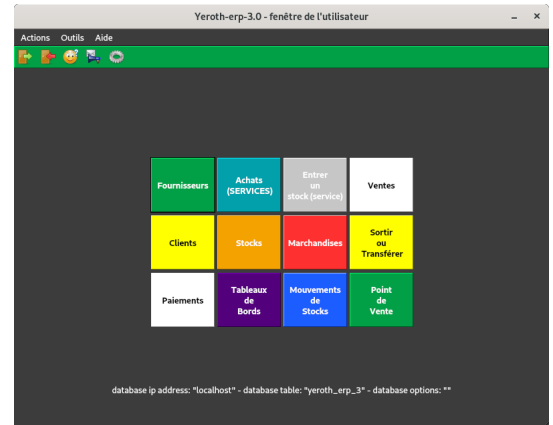 Yeroth-erp-3.0 - fenêtre de l'utilisateur
Actions Outils Aide
Fournisseurs
Achats
(SERVICES)
Entrer
un
stock (service)
Ventes
Clients
Stocks
Marchandises
Sortir
ou
Transférer
Paiements
Tableaux
de
Bords
Mouvements
de
Stocks
Point
de
Vente
database ip address: "localhost" - database table: "yeroth_erp_3" - database options: ""